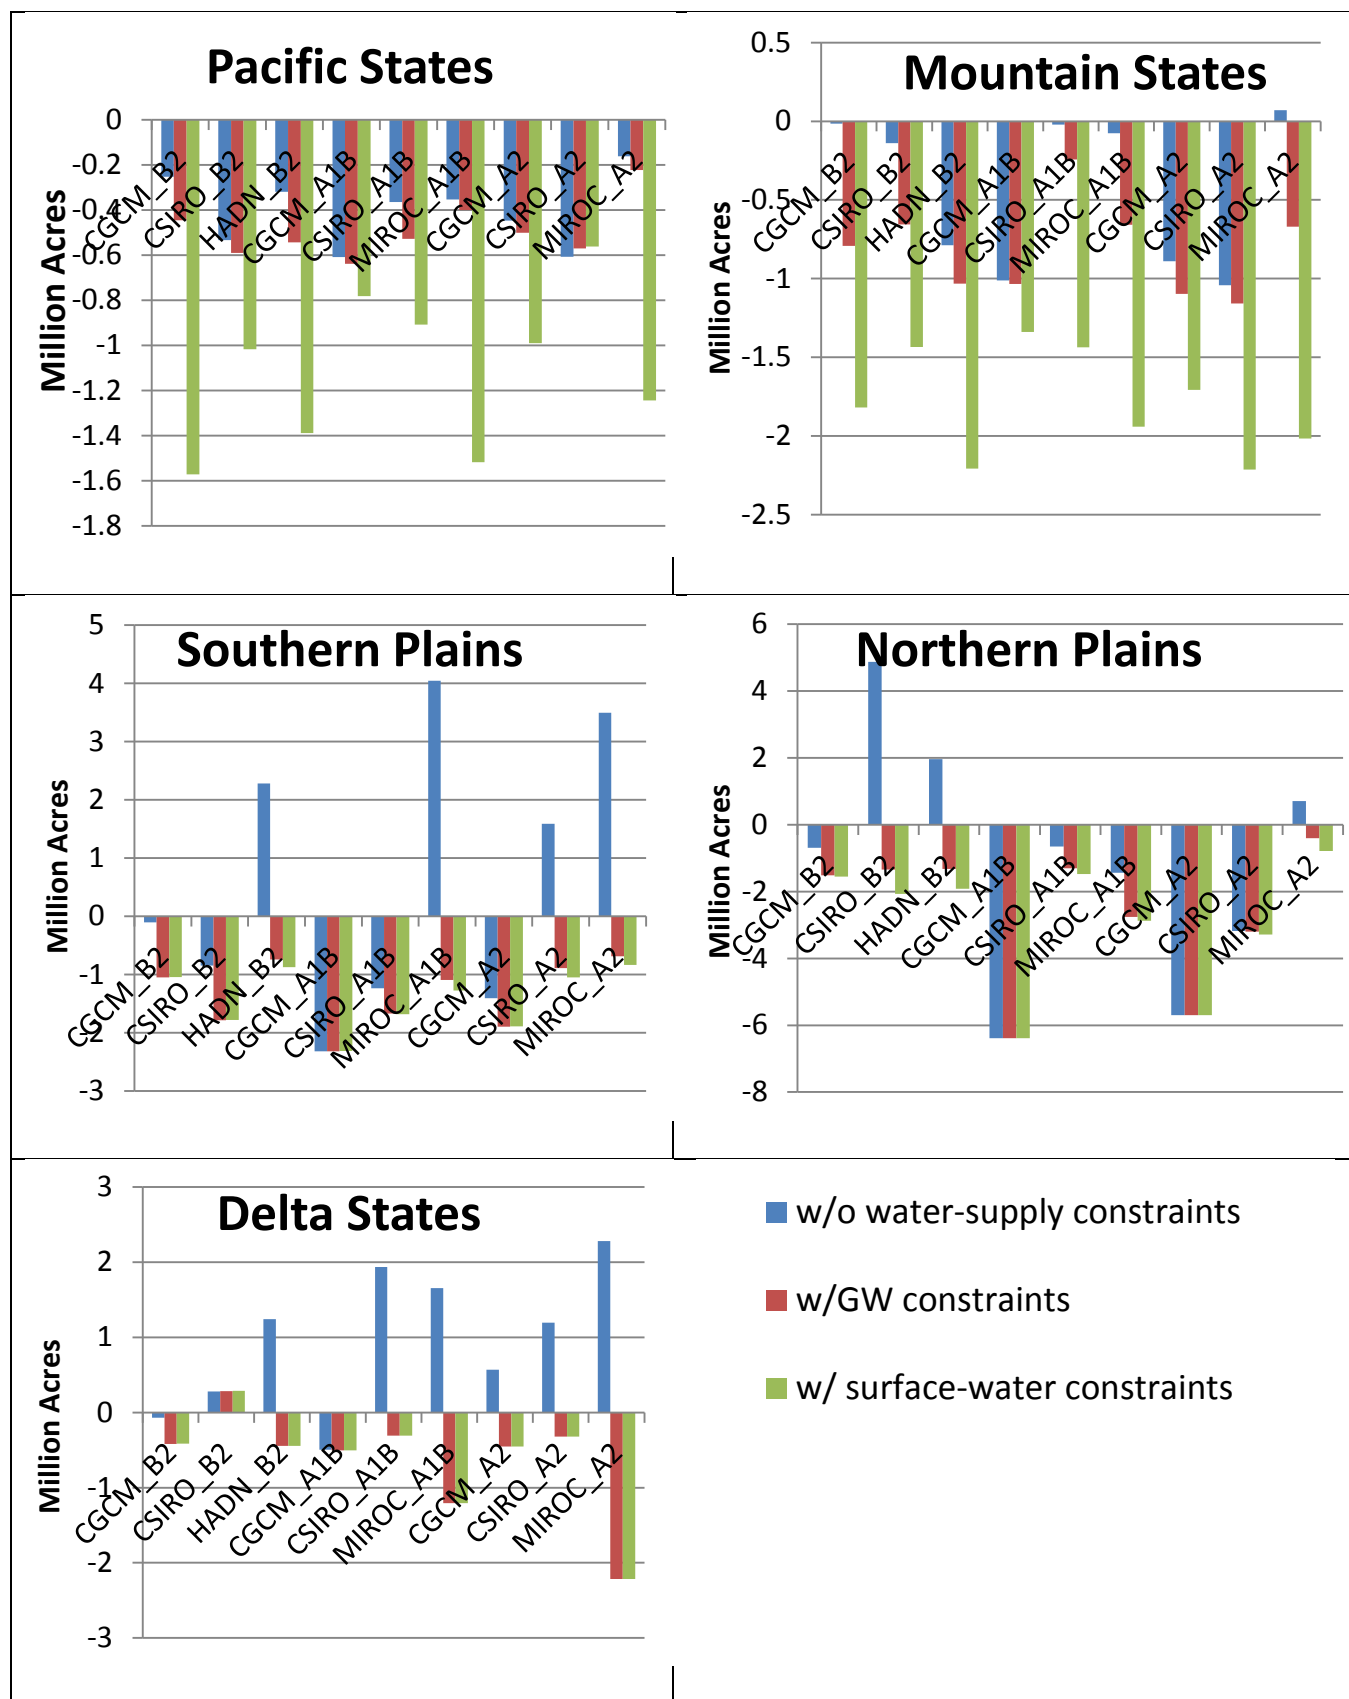 Pacific States
0
-0.2
-0.4
-0.6
-0.8
-1
-1.2
-1.4
-1.6
-1.8
Million Acres
CGCM_B2
CSIRO_B2
HADN_B2
CGCM_A1B
CSIRO_A1B
MIROC_A1B
CGCM_A2
CSIRO_A2
MIROC_A2
Mountain States
0.5
0
-0.5
-1
-1.5
-2
-2.5
Million Acres
CGCM_B2
CSIRO_B2
HADN_B2
CGCM_A1B
CSIRO_A1B
MIROC_A1B
CGCM_A2
CSIRO_A2
MIROC_A2
Southern Plains
5
4
3
2
1
0
-1
-2
-3
Million Acres
CGCM_B2
CSIRO_B2
HADN_B2
CGCM_A1B
CSIRO_A1B
MIROC_A1B
CGCM_A2
CSIRO_A2
MIROC_A2
Northern Plains
6
4
2
0
-2
-4
-6
-8
Million Acres
CGCM_B2
CSIRO_B2
HADN_B2
CGCM_A1B
CSIRO_A1B
MIROC_A1B
CGCM_A2
CSIRO_A2
MIROC_A2
Delta States
3
2
1
0
-1
-2
-3
Million Acres
CGCM_B2
CSIRO_B2
HADN_B2
CGCM_A1B
CSIRO_A1B
MIROC_A1B
CGCM_A2
CSIRO_A2
MIROC_A2
w/o water-supply constraints
w/GW constraints
w/ surface-water constraints